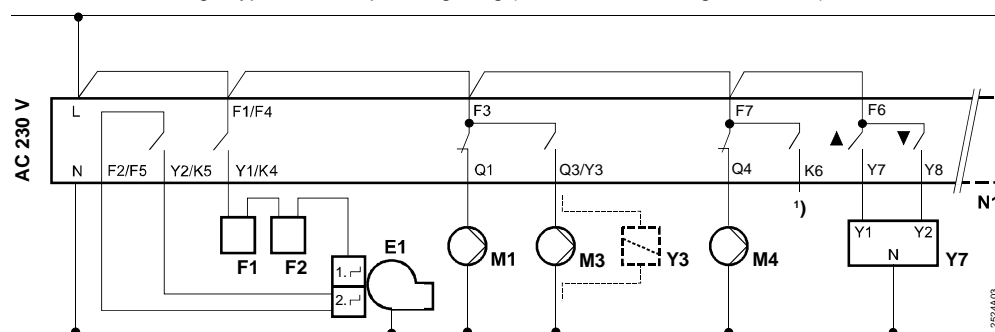 AC 230 V
L F1/F4 F3 F7 F6
▲ ▼
N F2/F5 Y2/K5 Y1/K4 Q1 Q3/Y3 Q4 K6 Y7 Y8
N1
1)
E1
Y1 Y2
F1 F2 M1 M3 Y3 M4 N Y7
1.
2.
2524A03